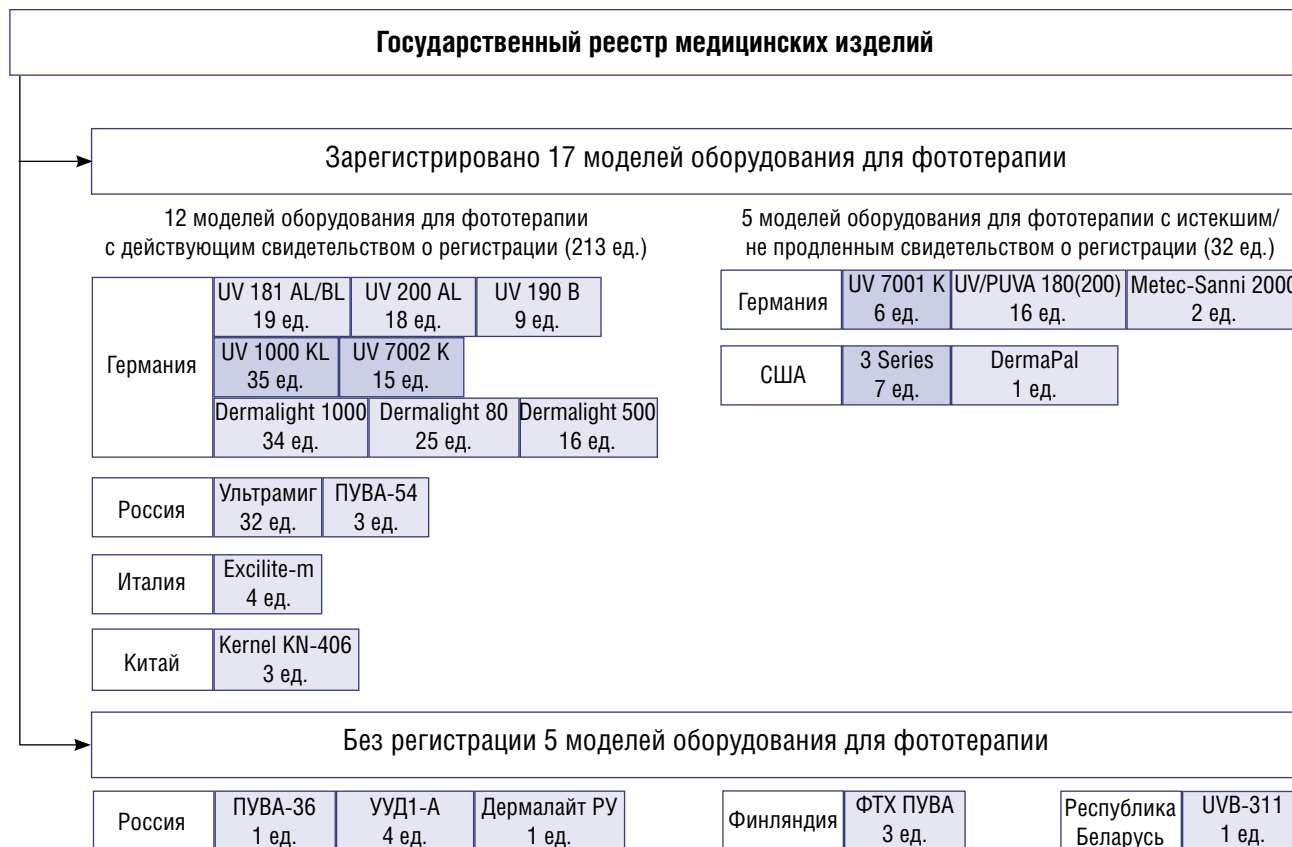 Государственный реестр медицинских изделий
Зарегистрировано 17 моделей оборудования для фототерапии
12 моделей оборудования для фототерапии
с действующим свидетельством о регистрации (213 ед.)
5 моделей оборудования для фототерапии с истекшим/
не продленным свидетельством о регистрации (32 ед.)
Германия
UV 181 AL/BL
19 ед.
UV 200 AL
18 ед.
UV 190 B
9 ед.
UV 1000 KL
35 ед.
UV 7002 K
15 ед.
Dermalight 1000
34 ед.
Dermalight 80
25 ед.
Dermalight 500
16 ед.
Германия
UV 7001 K
6 ед.
UV/PUVA 180(200)
16 ед.
Metec-Sanni 2000
2 ед.
США
3 Series
7 ед.
DermaPal
1 ед.
Россия
Ультрамиг
32 ед.
ПУВА-54
3 ед.
Италия
Excilite-m
4 ед.
Китай
Kernel KN-406
3 ед.
Без регистрации 5 моделей оборудования для фототерапии
Россия
ПУВА-36
1 ед.
УУД1-А
4 ед.
Дермалайт РУ
1 ед.
Финляндия
ФТХ ПУВА
3 ед.
Республика
Беларусь
UVB-311
1 ед.